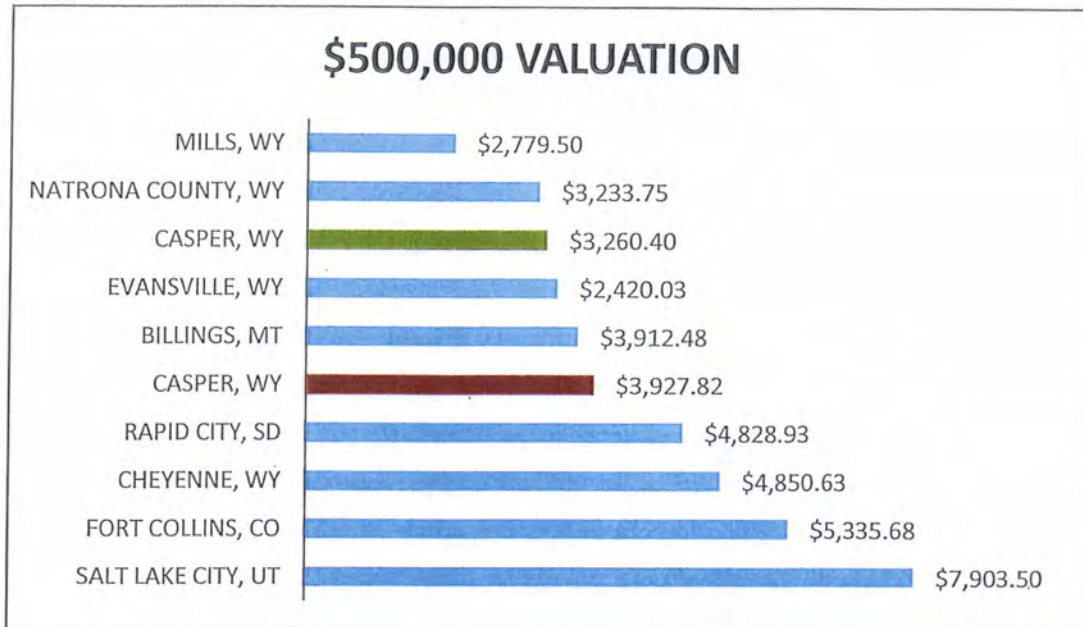 $500,000 VALUATION
MILLS, WY $2,779.50
NATRONA COUNTY, WY $3,233.75
CASPER, WY $3,260.40
EVANSVILLE, WY $2,420.03
BILLINGS, MT $3,912.48
CASPER, WY $3,927.82
RAPID CITY, SD $4,828.93
CHEYENNE, WY $4,850.63
FORT COLLINS, CO $5,335.68
SALT LAKE CITY, UT $7,903.50